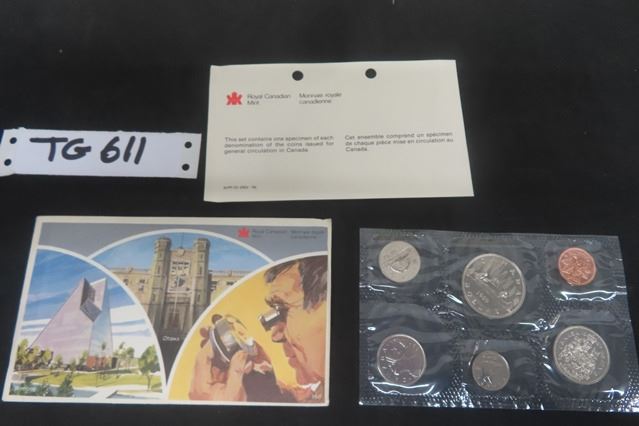 Royal Canadian Monnaie royale
Mint canadienne
This set contains one specimen of each
denomination of the coins issued for
general circulation in Canada.
Cet ensemble comprend un spécimen
de chaque pièce mise en circulation au
Canada.
TG 611
Royal Canadian Monnaie royale
Mint canadienne
Ottawa